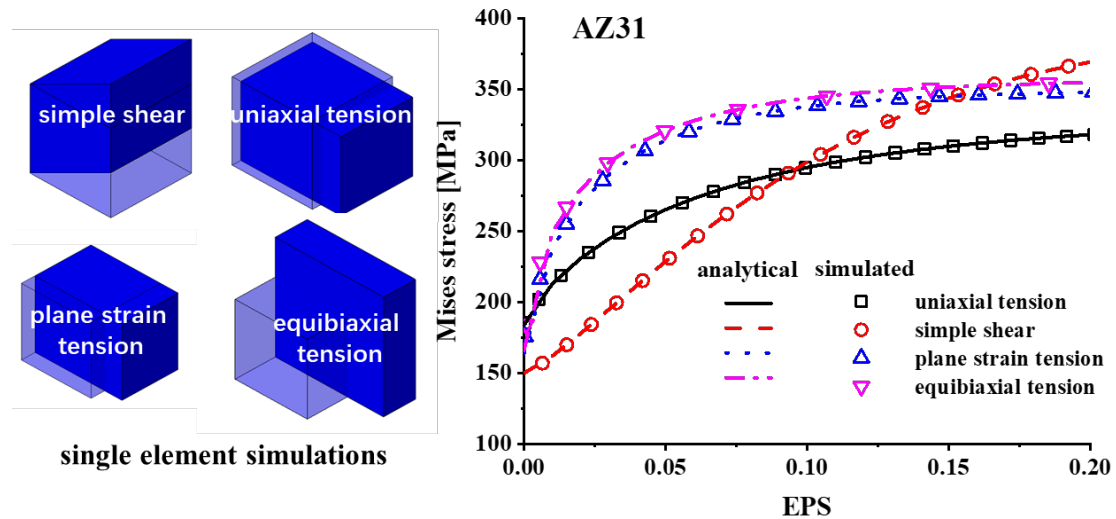 simple shear
uniaxial tension
plane strain
tension
equibiaxial
tension
single element simulations
AZ31
Mises stress [MPa]
400
350
300
250
200
150
100
0.00
0.05
0.10
0.15
0.20
EPS
analytical simulated
uniaxial tension
simple shear
plane strain tension
equibiaxial tension